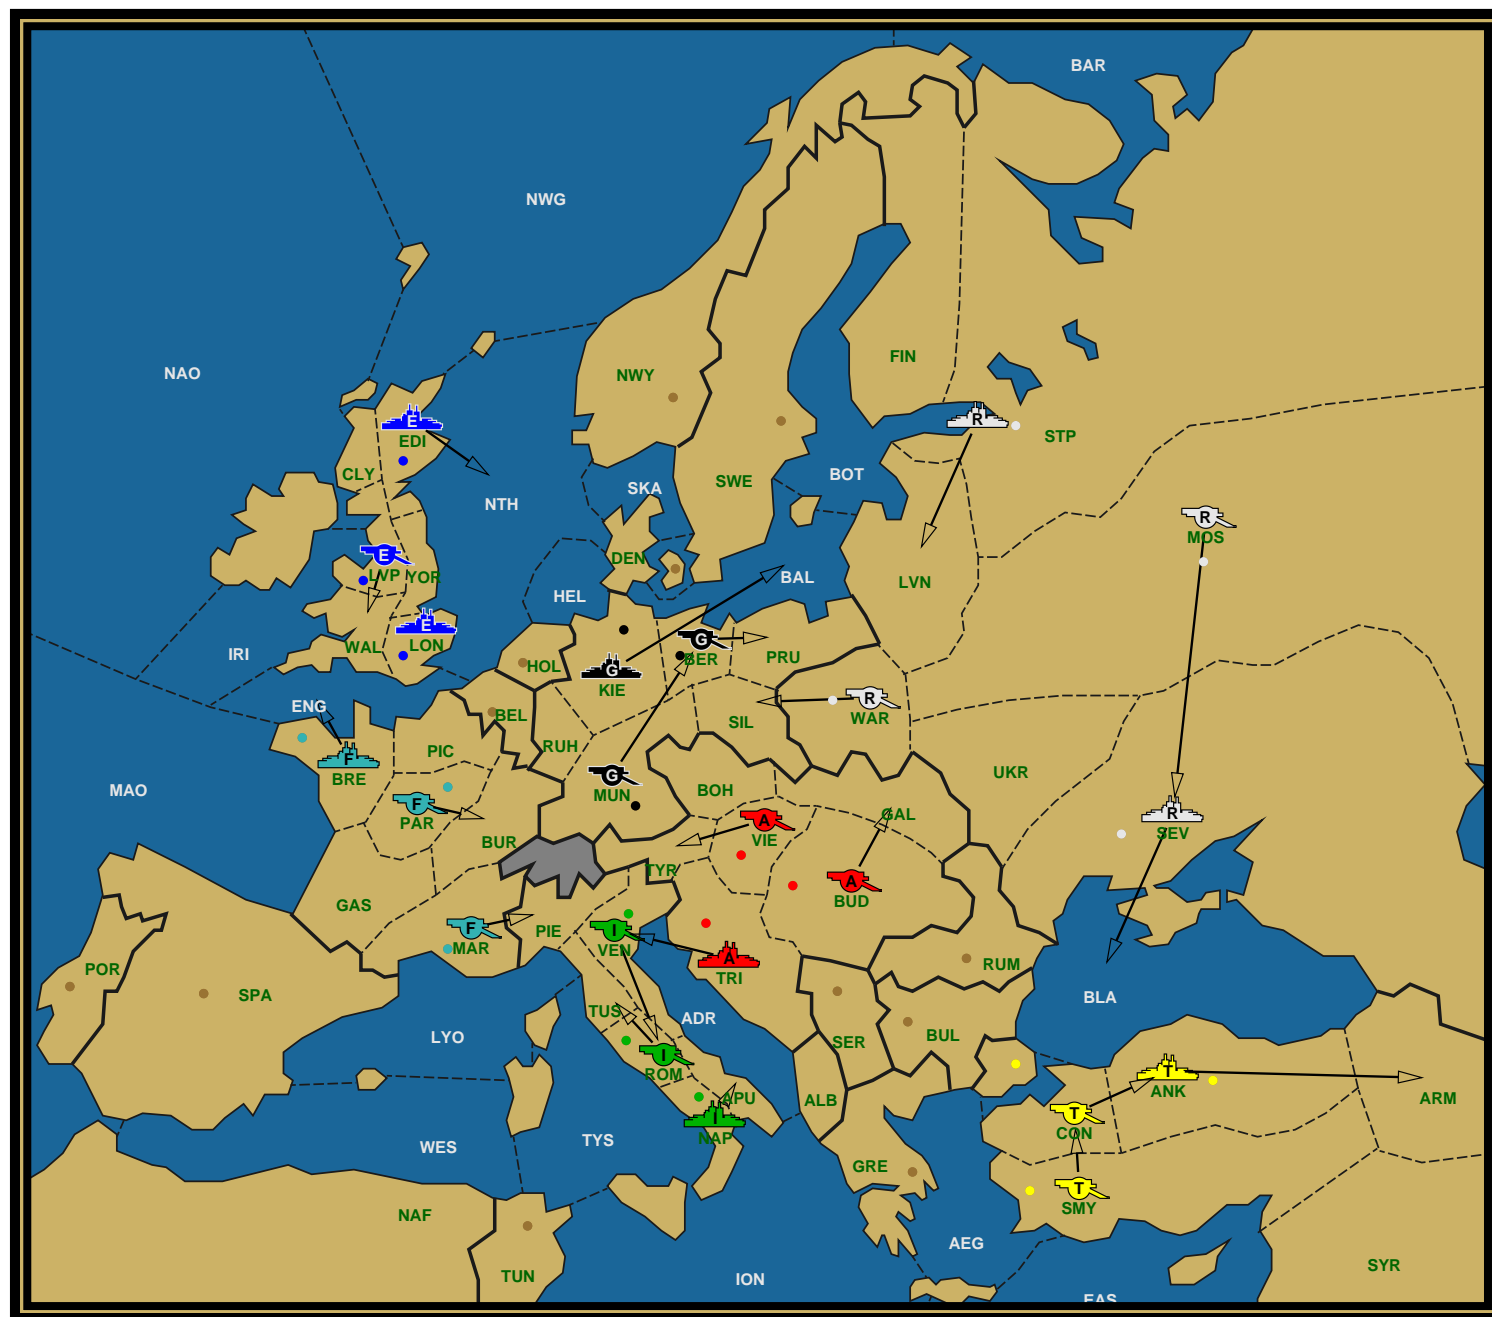 BAR
NWG
NAO
FIN
NWY
R
STP
E
EDI
CLY
SWE
BOT
SKA
NTH
R
MOS
E
LVP
YOR
DEN
BAL
LVN
HEL
E
LON
WAL
IRI
HOL
G
BER
PRU
G
KIE
R
WAR
ENG
BEL
SIL
RUH
PIC
F
BRE
UKR
G
MUN
BOH
MAO
F
PAR
BUR
A
VIE
GAL
R
SEV
TYR
A
BUD
GAS
F
MAR
PIE
I
VEN
A
TRI
RUM
POR
SPA
BLA
TUS
ADR
LYO
SER
BUL
I
ROM
T
ANK
ARM
APU
ALB
I
NAP
T
CON
WES
TYS
GRE
T
SMY
NAF
AEG
SYR
TUN
ION
EAS